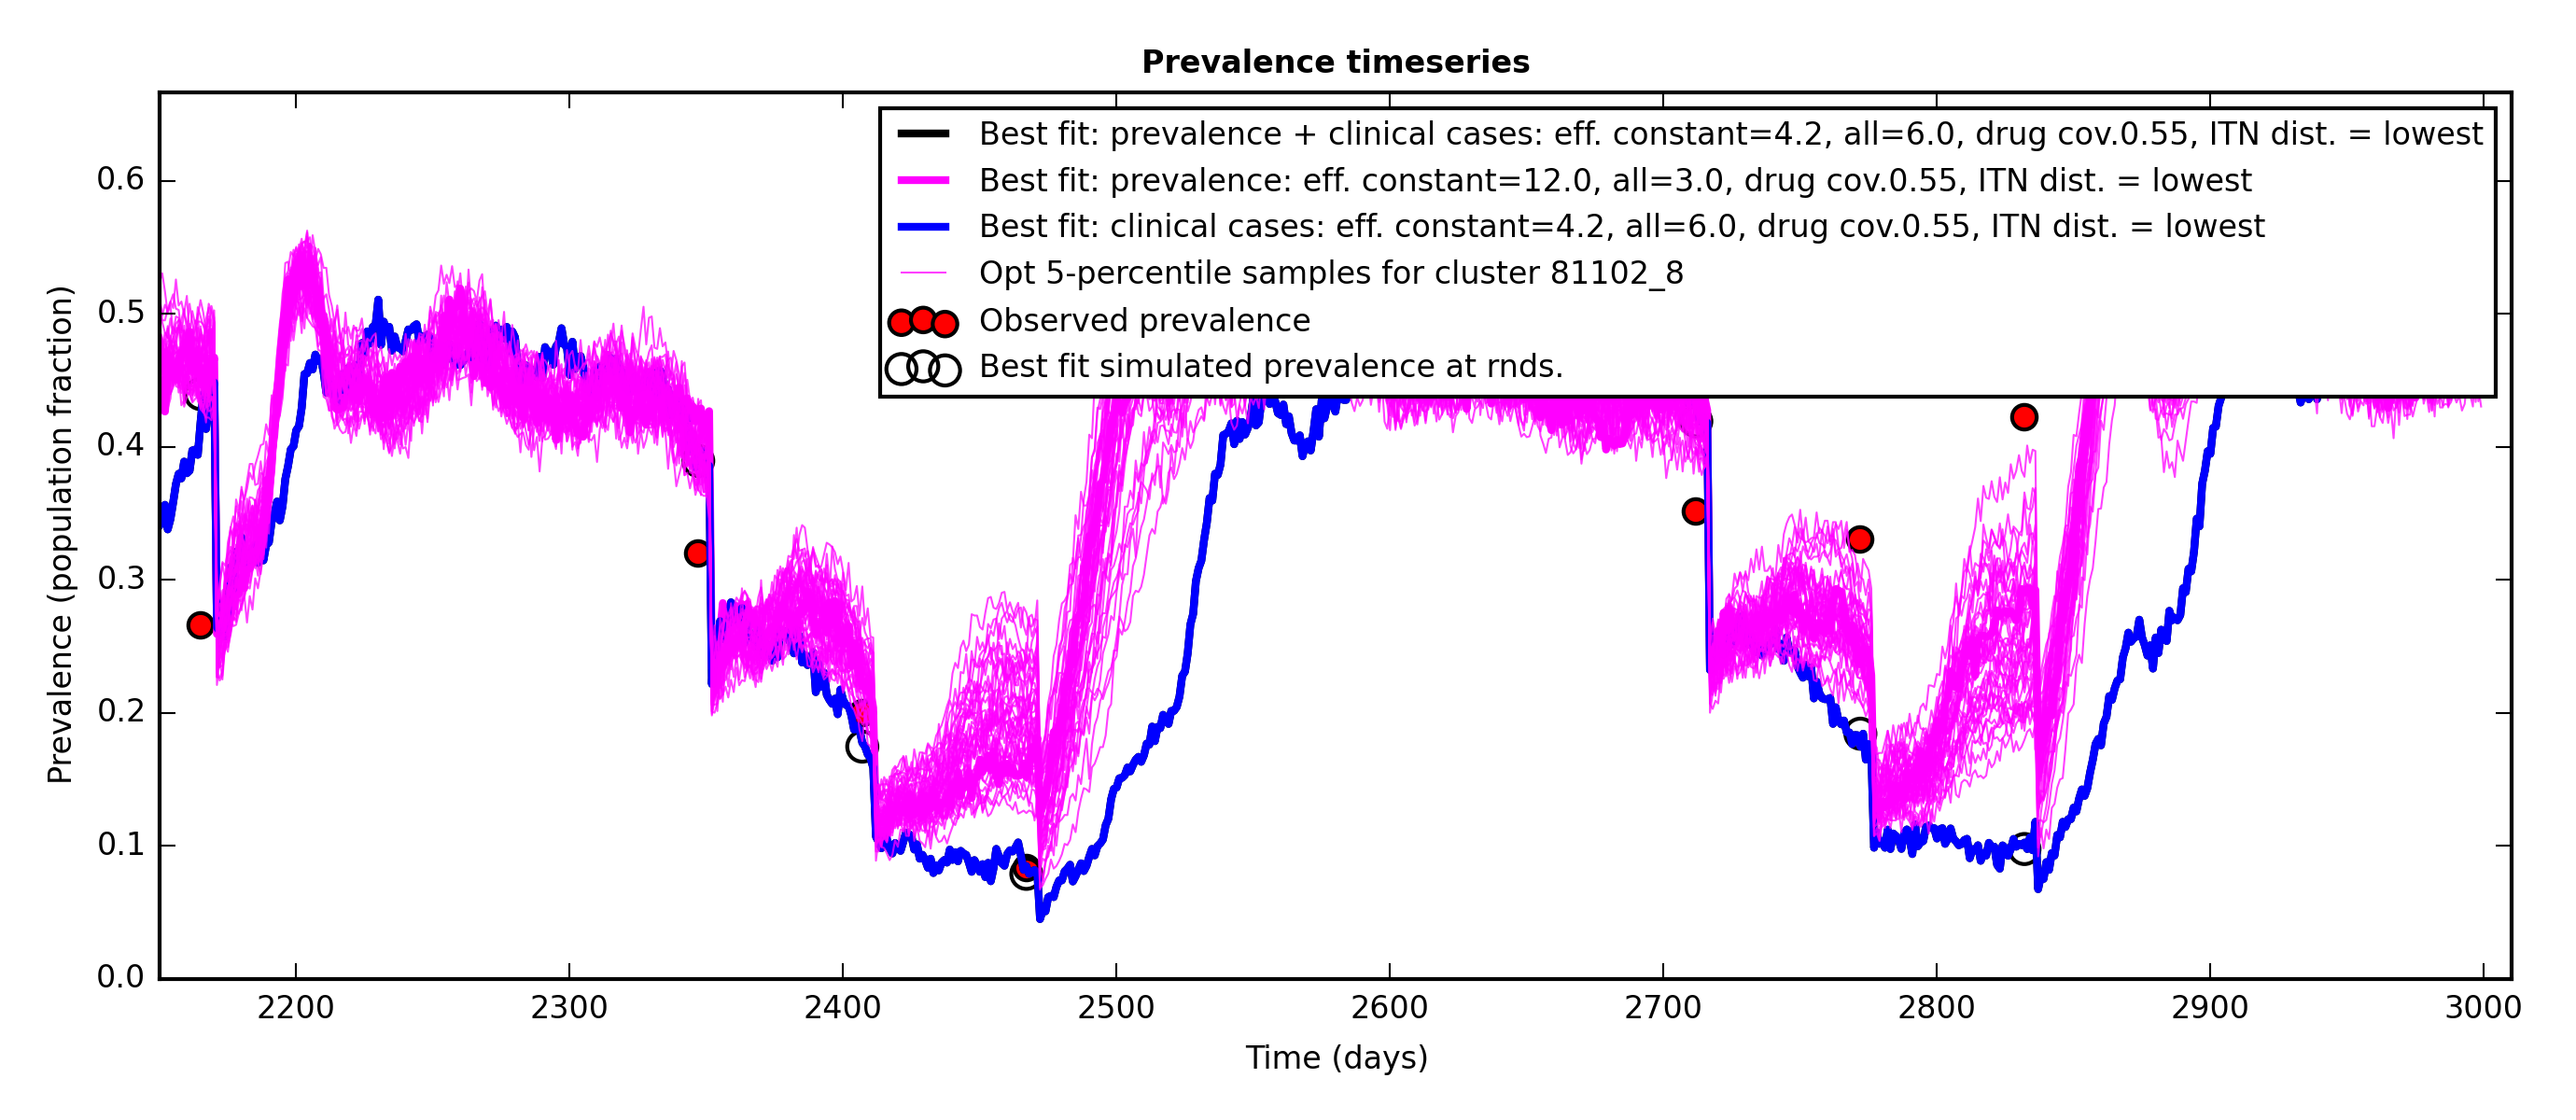 Prevalence timeseries
Best fit: prevalence + clinical cases: eff. constant=4.2, all=6.0, drug cov.0.55, ITN dist. = lowest
Best fit: prevalence: eff. constant=12.0, all=3.0, drug cov.0.55, ITN dist. = lowest
Best fit: clinical cases: eff. constant=4.2, all=6.0, drug cov.0.55, ITN dist. = lowest
Opt 5-percentile samples for cluster 81102_8
Observed prevalence
Best fit simulated prevalence at rnds.
Prevalence (population fraction)
0.6
0.5
0.4
0.3
0.2
0.1
0.0
2200 2300 2400 2500 2600 2700 2800 2900 3000
Time (days)